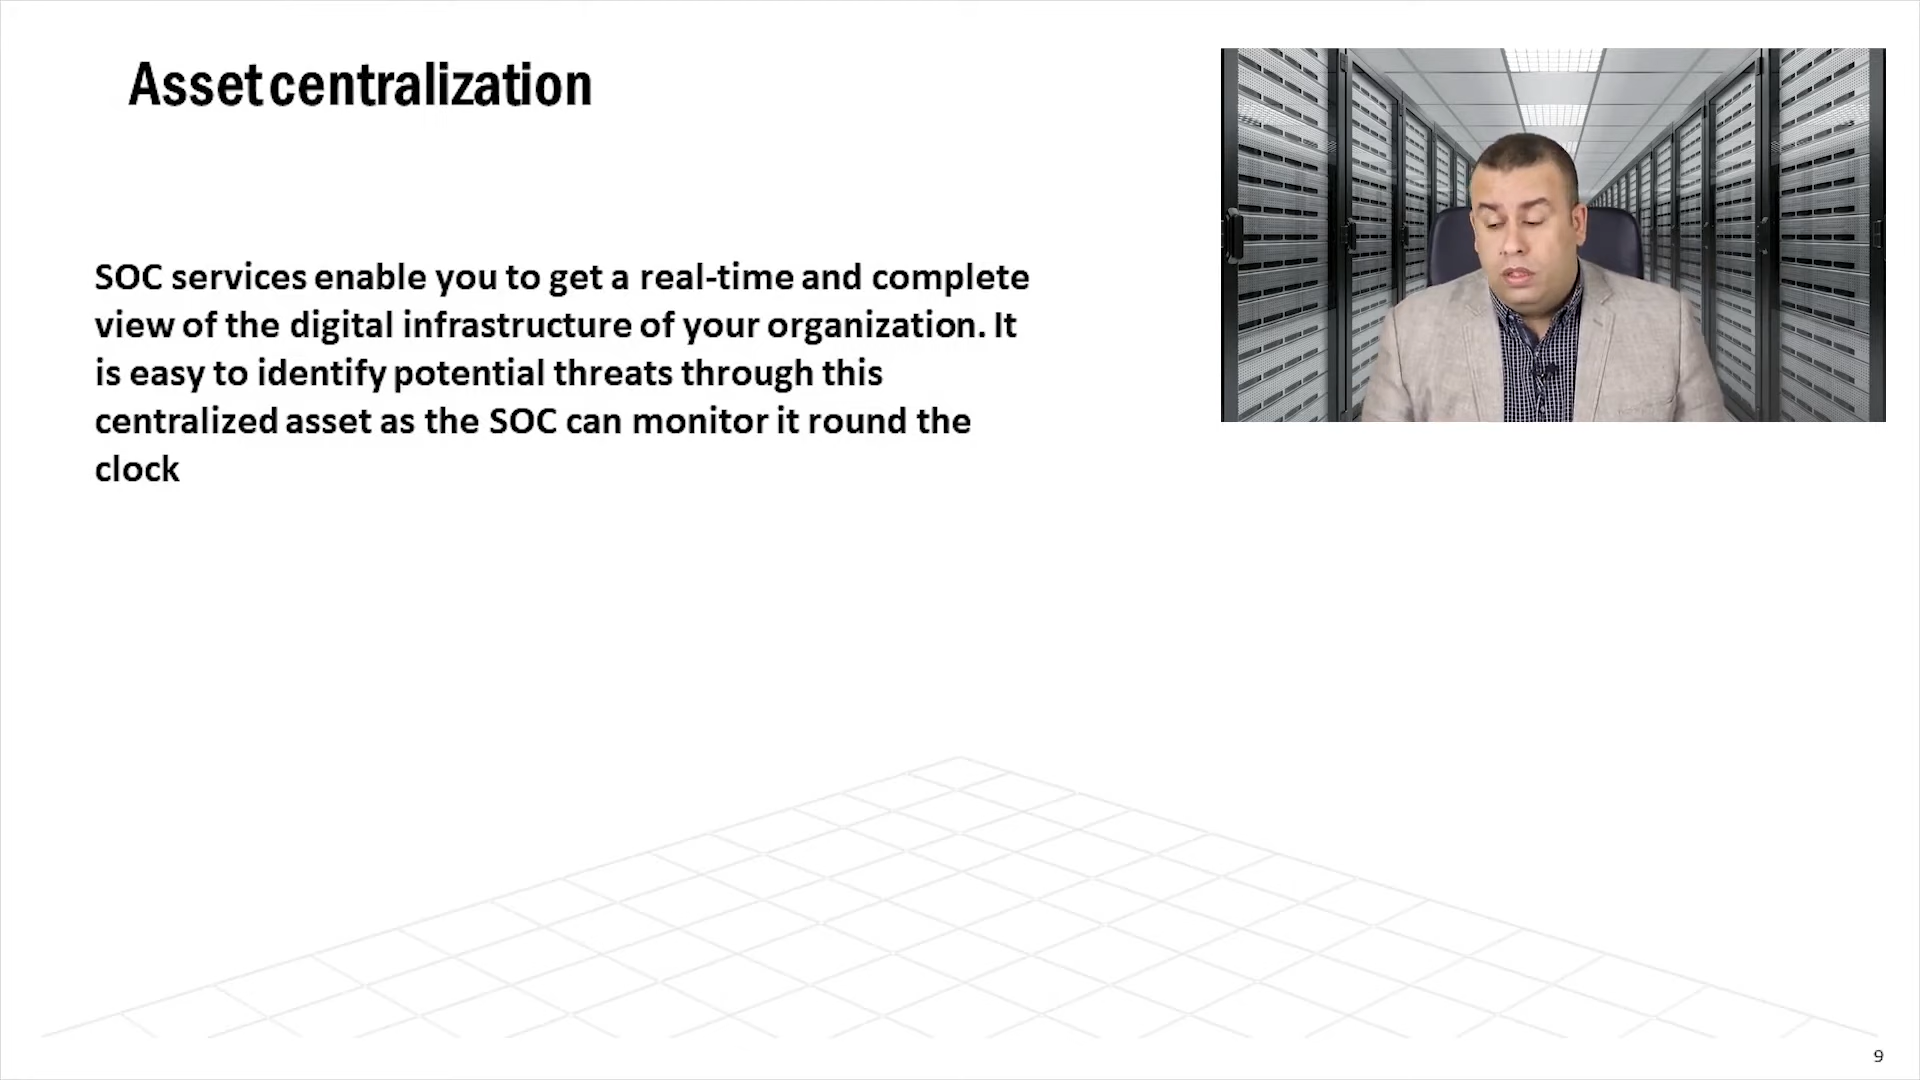 Asset centralization
SOC services enable you to get a real-time and complete
view of the digital infrastructure of your organization. It
is easy to identify potential threats through this
centralized asset as the SOC can monitor it round the
clock
9